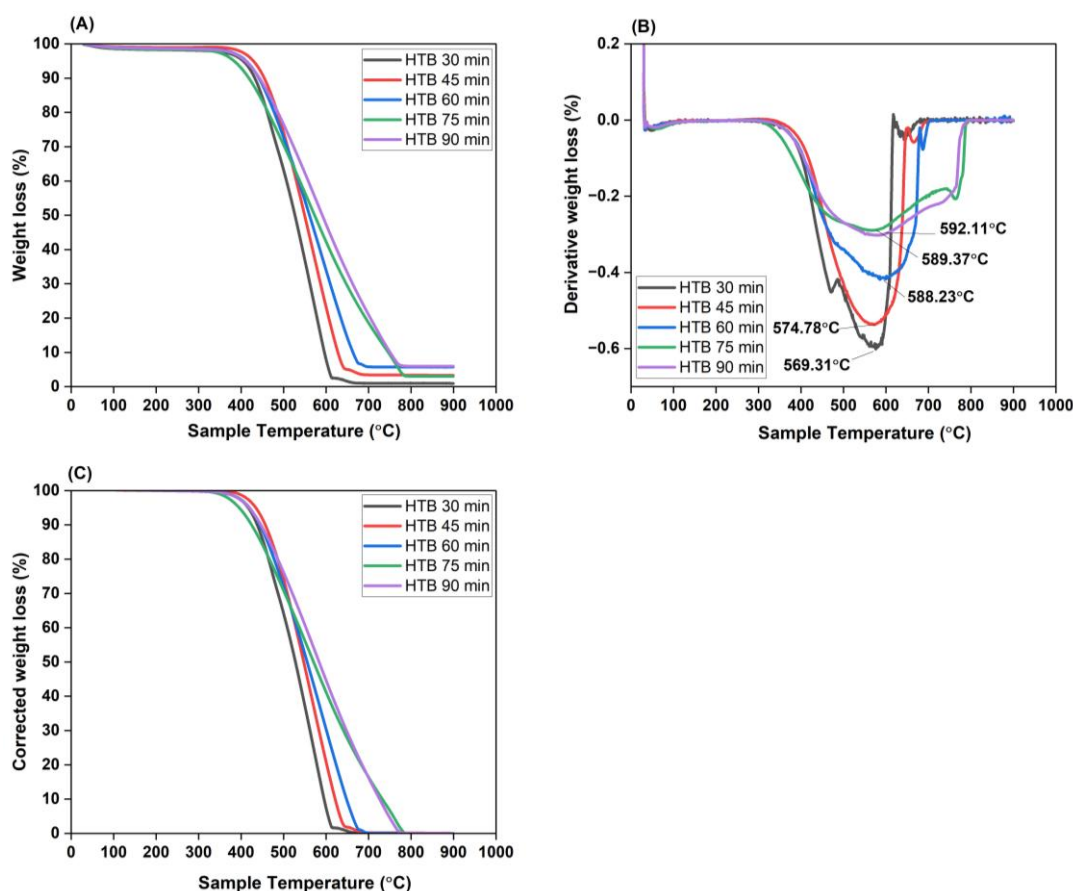 (A)
100
90
80
70
60
50
40
30
20
10
0
Weight loss (%)
HTB 30 min
HTB 45 min
HTB 60 min
HTB 75 min
HTB 90 min
0 100 200 300 400 500 600 700 800 900 1000
Sample Temperature (°C)
(B)
0.2
0.0
−0.2
−0.4
−0.6
Derivative weight loss (%)
592.11°C
589.37°C
588.23°C
574.78°C
569.31°C
HTB 30 min
HTB 45 min
HTB 60 min
HTB 75 min
HTB 90 min
0 100 200 300 400 500 600 700 800 900 1000
Sample Temperature (°C)
(C)
100
90
80
70
60
50
40
30
20
10
0
Corrected weight loss (%)
HTB 30 min
HTB 45 min
HTB 60 min
HTB 75 min
HTB 90 min
0 100 200 300 400 500 600 700 800 900 1000
Sample Temperature (°C)